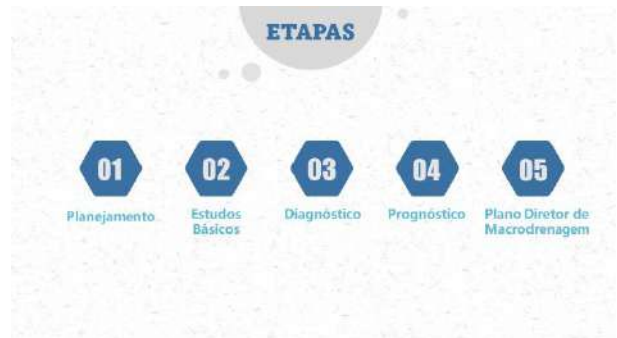 ETAPAS
01
02
03
04
05
Planejamento
Estudos
Básicos
Diagnóstico
Prognóstico
Plano Diretor de
Macrodrenagem